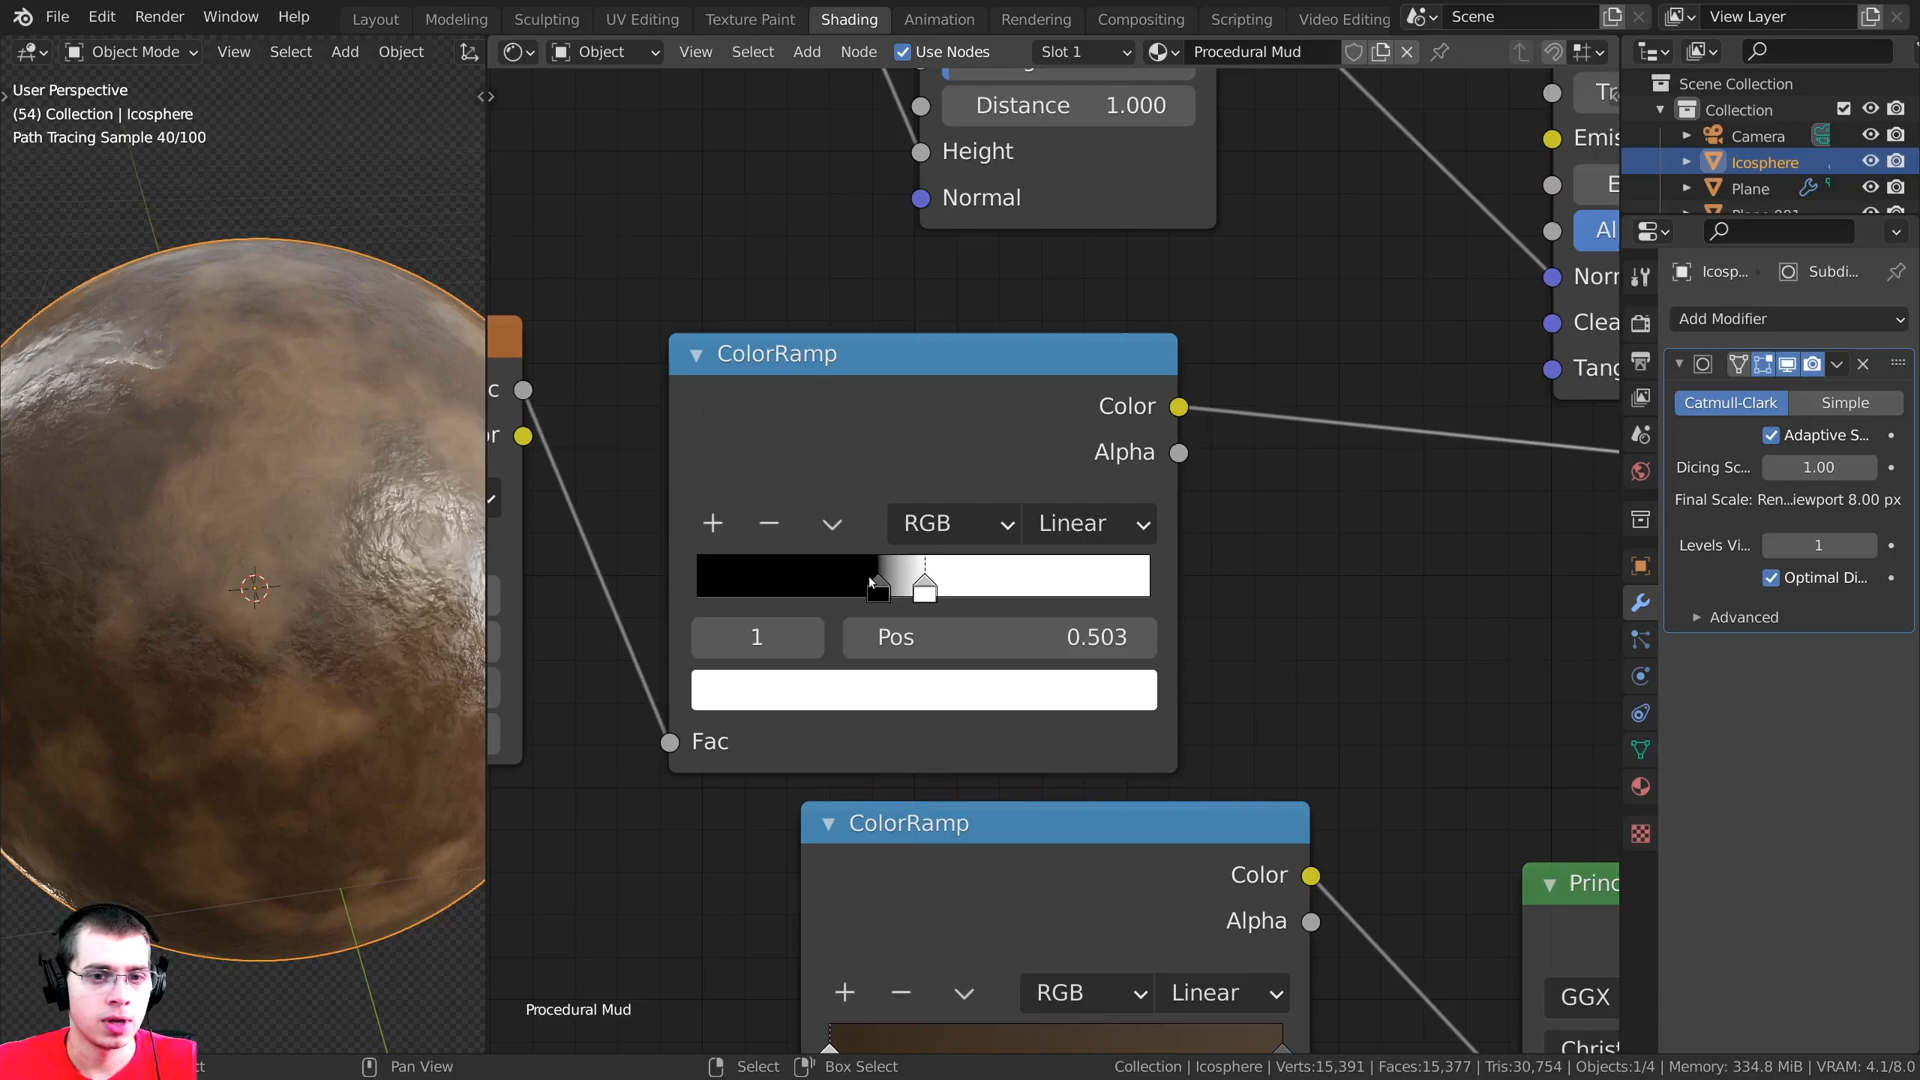 File Edit Render Window Help Layout Modeling Sculpting UV Editing Texture Paint Shading Animation Rendering Compositing Scripting Video Editing Scene View Layer
Object Mode View Select Add Object
Object View Select Add Node Use Nodes Slot 1 Procedural Mud
User Perspective
(54) Collection | Icosphere
Path Tracing Sample 40/100
Distance 1.000
Height
Normal
Emis
Al
Norr
Clea
Tang
ColorRamp
Color
Alpha
RGB Linear
1 Pos 0.503
Fac
ColorRamp
Color
Alpha
RGB Linear
Princ
GGX
Christ
Procedural Mud
Scene Collection
Collection
Camera
Icosphere
Plane
Icosp... Subdi...
Add Modifier
Catmull-Clark Simple
Adaptive S...
Dicing Sc... 1.00
Final Scale: Ren...iewport 8.00 px
Levels Vi... 1
Optimal Di...
Advanced
Pan View Select Box Select Collection | Icosphere | Verts:15,391 | Faces:15,377 | Tris:30,754 | Objects:1/4 | Memory: 334.8 MiB | VRAM: 4.1/8.0